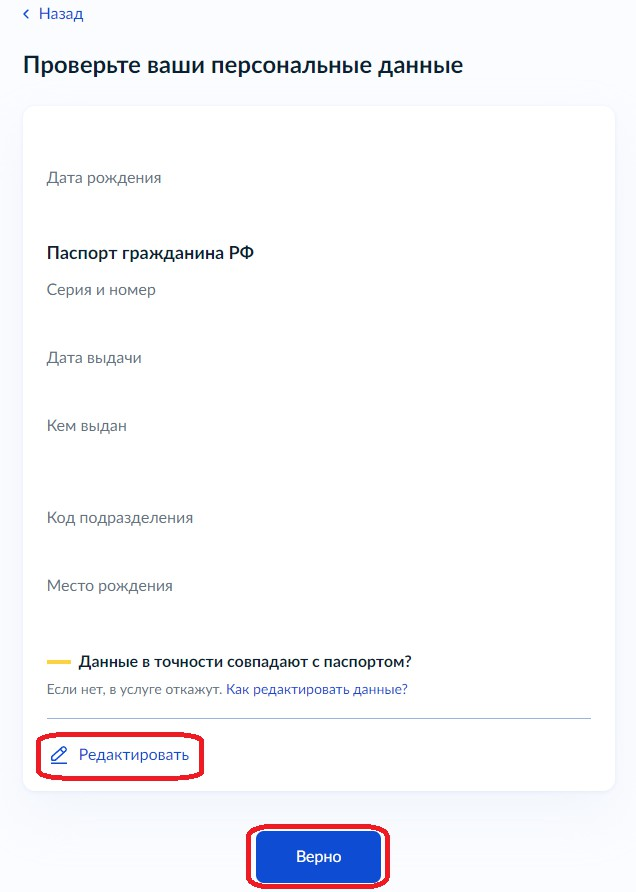 Назад
Проверьте ваши персональные данные
Дата рождения
Паспорт гражданина РФ
Серия и номер
Дата выдачи
Кем выдан
Код подразделения
Место рождения
Данные в точности совпадают с паспортом?
Если нет, в услуге откажут. Как редактировать данные?
Редактировать
Верно